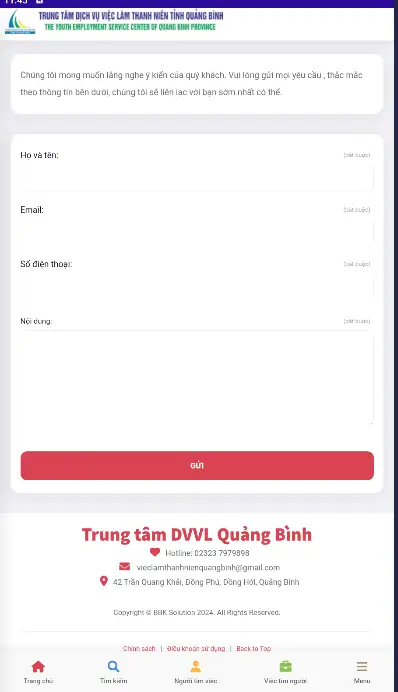 11:45
TRUNG TÂM DỊCH VỤ VIỆC LÀM THANH NIÊN TỈNH QUẢNG BÌNH
THE YOUTH EMPLOYMENT SERVICE CENTER OF QUANG BINH PROVINCE
Chúng tôi mong muốn lắng nghe ý kiến của quý khách. Vui lòng gửi mọi yêu cầu , thắc mắc
theo thông tin bên dưới, chúng tôi sẽ liên lạc với bạn sớm nhất có thể.
Họ và tên: (bắt buộc)
Email: (bắt buộc)
Số điện thoại: (bắt buộc)
Nội dung: (bắt buộc)
GỬI
Trung tâm DVVL Quảng Bình
Hotline: 02323 7979898
vieclamthanhnienquangbinh@gmail.com
42 Trần Quang Khải, Đồng Phú, Đồng Hới, Quảng Bình
Copyright © BBK Solution 2024. All Rights Reserved.
Chính sách | Điều khoản sử dụng | Back to Top
Trang chủ Tìm kiếm Người tìm việc Việc tìm người Menu